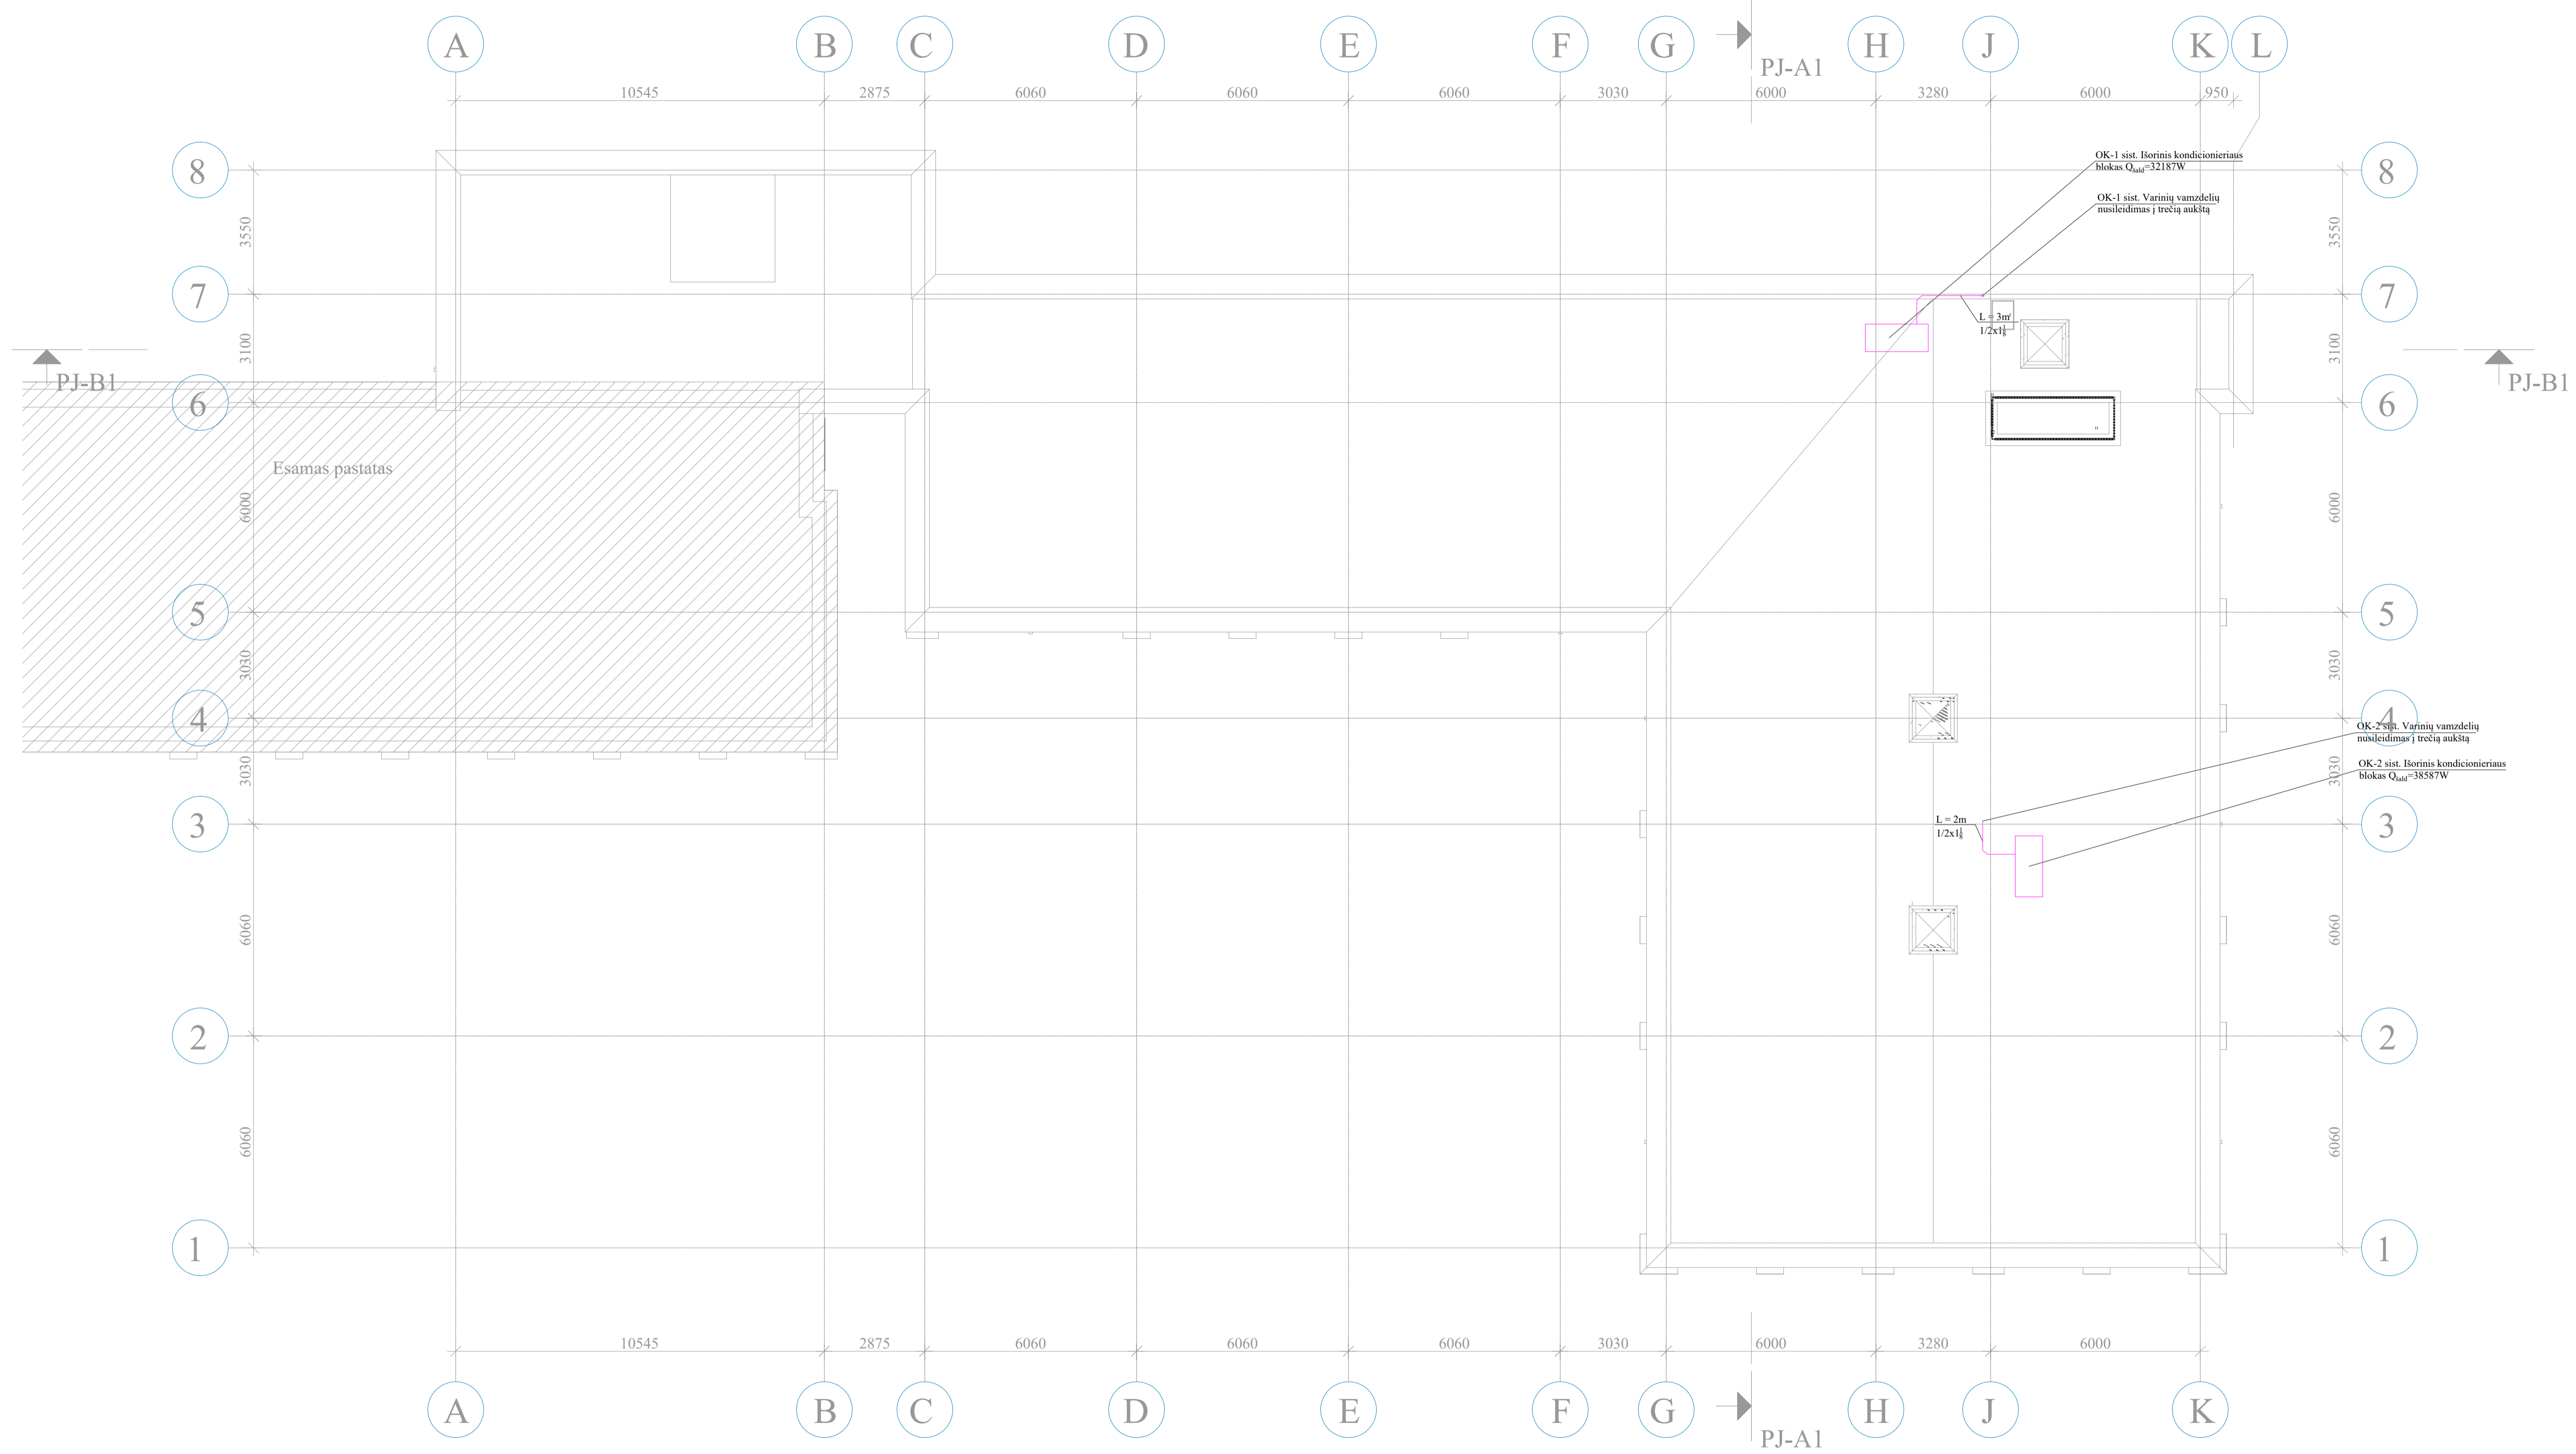 A B C D E F G H J K L
PJ-A1
10545 2875 6060 6060 6060 3030 6000 3280 6000 950
OK-1 sist. Išorinis kondicionieriaus
blokas Qšald=32187W
8 8
OK-1 sist. Varinių vamzdelių
nusileidimas į trečią aukštą
3550 3550
7 7
L = 3m
1/2x1 1/8
3100 3100
PJ-B1 PJ-B1
6 6
Esamas pastatas
6000 6000
5 5
3030 3030
4 4
OK-2 sist. Varinių vamzdelių
nusileidimas į trečią aukštą
OK-2 sist. Išorinis kondicionieriaus
blokas Qšald=38587W
3030 3030
3 3
L = 2m
1/2x1 1/8
6060 6060
2 2
6060 6060
1 1
10545 2875 6060 6060 6060 3030 6000 3280 6000
A B C D E F G H J K
PJ-A1